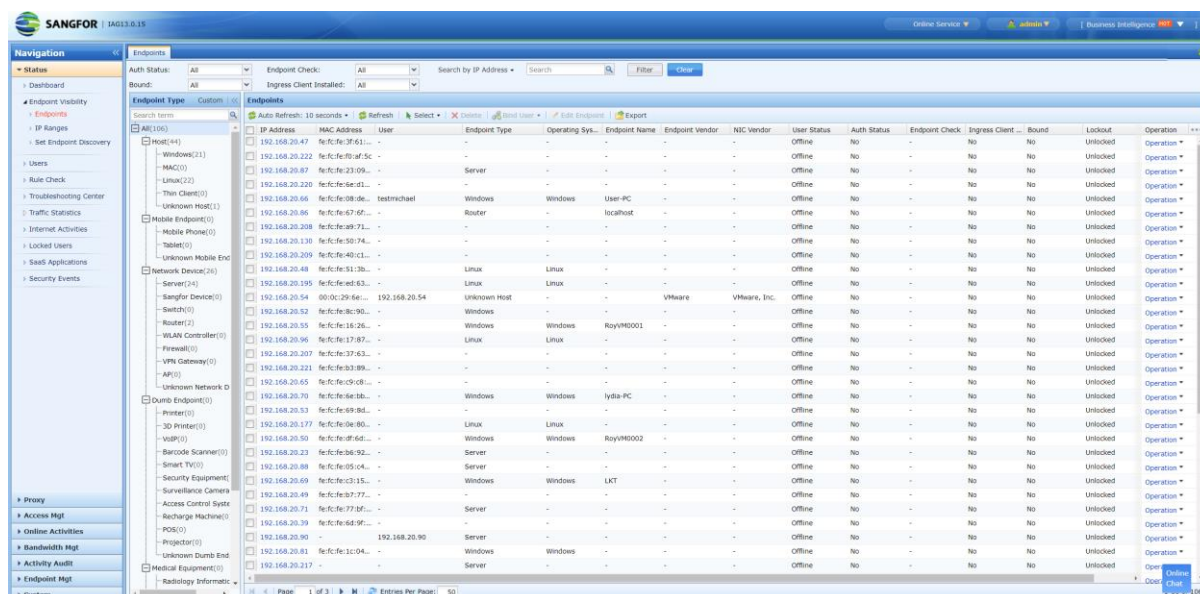 SANGFOR | IAG13.0.15
Online Service
admin
Business Intelligence HOT
Navigation
Endpoints
Status
Dashboard
Endpoint Visibility
Endpoints
IP Ranges
Set Endpoint Discovery
Users
Rule Check
Troubleshooting Center
Traffic Statistics
Internet Activities
Locked Users
SaaS Applications
Security Events
Proxy
Access Mgt
Online Activities
Bandwidth Mgt
Activity Audit
Endpoint Mgt
Auth Status: All Endpoint Check: All Search by IP Address Search Filter Clear
Bound: All Ingress Client Installed: All
Endpoint Type Custom
Search term
All(106)
Host(44)
Windows(21)
MAC(0)
Linux(22)
Thin Client(0)
Unknown Host(1)
Mobile Endpoint(0)
Mobile Phone(0)
Tablet(0)
Unknown Mobile End
Network Device(26)
Server(24)
Sangfor Device(0)
Switch(0)
Router(2)
WLAN Controller(0)
Firewall(0)
VPN Gateway(0)
AP(0)
Unknown Network D
Dumb Endpoint(0)
Printer(0)
3D Printer(0)
VoIP(0)
Barcode Scanner(0)
Smart TV(0)
Security Equipment(
Surveillance Camera
Access Control Syste
Recharge Machine(0
POS(0)
Projector(0)
Unknown Dumb End
Medical Equipment(0)
Radiology Informatic
Endpoints
Auto Refresh: 10 seconds Refresh Select Delete Bind User Edit Endpoint Export
IP Address MAC Address User Endpoint Type Operating Sys... Endpoint Name Endpoint Vendor NIC Vendor User Status Auth Status Endpoint Check Ingress Client ... Bound Lockout Operation
192.168.20.47 fe:fc:fe:3f:61:... - - - - - - Offline No - No No Unlocked Operation
192.168.20.222 fe:fc:fe:f0:af:5c - - - - - - Offline No - No No Unlocked Operation
192.168.20.87 fe:fc:fe:23:09... - Server - - - - Offline No - No No Unlocked Operation
192.168.20.220 fe:fc:fe:6e:d1... - - - - - - Offline No - No No Unlocked Operation
192.168.20.66 fe:fc:fe:08:de... testmichael Windows Windows User-PC - - Offline No - No No Unlocked Operation
192.168.20.86 fe:fc:fe:67:6f:... - Router - localhost - - Offline No - No No Unlocked Operation
192.168.20.208 fe:fc:fe:a9:71... - - - - - - Offline No - No No Unlocked Operation
192.168.20.130 fe:fc:fe:50:74... - - - - - - Offline No - No No Unlocked Operation
192.168.20.209 fe:fc:fe:40:c1... - - - - - - Offline No - No No Unlocked Operation
192.168.20.48 fe:fc:fe:51:3b... - Linux Linux - - - Offline No - No No Unlocked Operation
192.168.20.195 fe:fc:fe:ed:63... - Linux Linux - - - Offline No - No No Unlocked Operation
192.168.20.54 00:0c:29:6e:... 192.168.20.54 Unknown Host - - VMware VMware, Inc. Offline No - No No Unlocked Operation
192.168.20.52 fe:fc:fe:8c:90... - Windows - - - - Offline No - No No Unlocked Operation
192.168.20.55 fe:fc:fe:16:26... - Windows Windows RoyVM0001 - - Offline No - No No Unlocked Operation
192.168.20.96 fe:fc:fe:17:87... - Linux Linux - - - Offline No - No No Unlocked Operation
192.168.20.207 fe:fc:fe:37:63... - - - - - - Offline No - No No Unlocked Operation
192.168.20.221 fe:fc:fe:b3:89... - - - - - - Offline No - No No Unlocked Operation
192.168.20.65 fe:fc:fe:c9:c8:... - - - - - - Offline No - No No Unlocked Operation
192.168.20.70 fe:fc:fe:6e:bb... - Windows Windows lydia-PC - - Offline No - No No Unlocked Operation
192.168.20.53 fe:fc:fe:69:8d... - - - - - - Offline No - No No Unlocked Operation
192.168.20.177 fe:fc:fe:0e:80... - Linux Linux - - - Offline No - No No Unlocked Operation
192.168.20.50 fe:fc:fe:df:6d:... - Windows Windows RoyVM0002 - - Offline No - No No Unlocked Operation
192.168.20.23 fe:fc:fe:b6:92... - Server - - - - Offline No - No No Unlocked Operation
192.168.20.88 fe:fc:fe:05:c4... - Server - - - - Offline No - No No Unlocked Operation
192.168.20.69 fe:fc:fe:c3:15... - Windows Windows LKT - - Offline No - No No Unlocked Operation
192.168.20.49 fe:fc:fe:b7:77... - - - - - - Offline No - No No Unlocked Operation
192.168.20.71 fe:fc:fe:77:bf:... - Server - - - - Offline No - No No Unlocked Operation
192.168.20.39 fe:fc:fe:6d:9f:... - - - - - - Offline No - No No Unlocked Operation
192.168.20.90 - 192.168.20.90 Server - - - - Offline No - No No Unlocked Operation
192.168.20.81 fe:fc:fe:1c:04... - Windows Windows - - - Offline No - No No Unlocked Operation
192.168.20.217 - - Server - - - - Offline No - No No Unlocked
Page 1 of 3 Entries Per Page: 50
Online
Chat